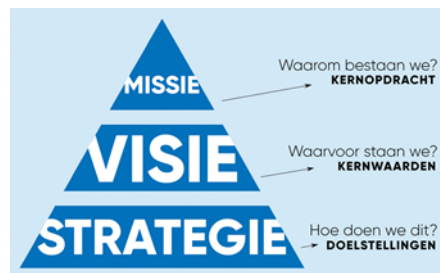 MISSIE
Waarom bestaan we?
KERNOPDRACHT
VISIE
Waarvoor staan we?
KERNWAARDEN
STRATEGIE
Hoe doen we dit?
DOELSTELLINGEN